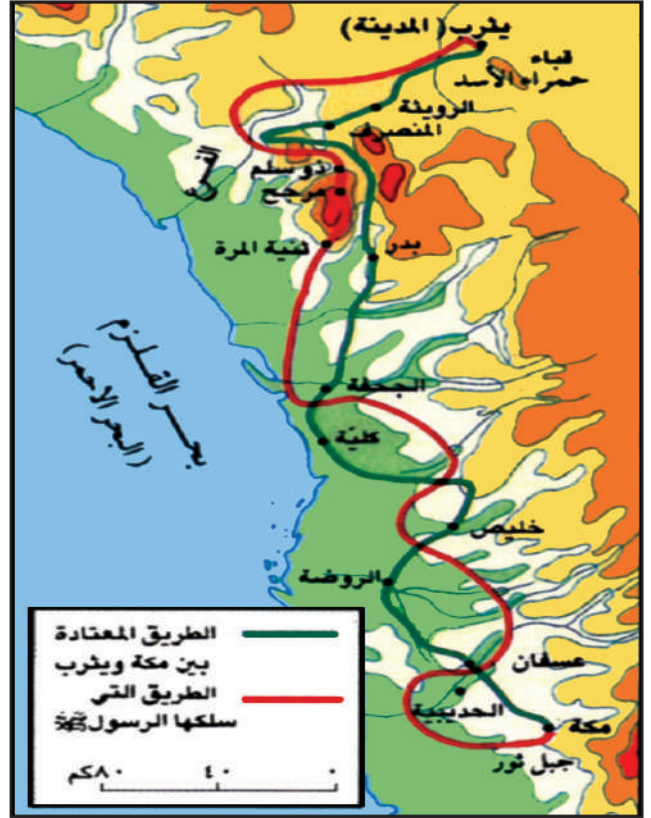 يثرب (المدينة)
قباء
حمراء الأسد
الرويثة
المنصرف
ذو سلم
مرجح
ثنية المرة
بدر
بحر القلزم
(البحر الأحمر)
الجحفة
كليّة
خليص
الروضة
عسفان
الحديبية
مكة
جبل ثور
الطريق المعتادة
بين مكة ويثرب
الطريق التي
سلكها الرسول ﷺ
٨٠كم ٤٠ ٠